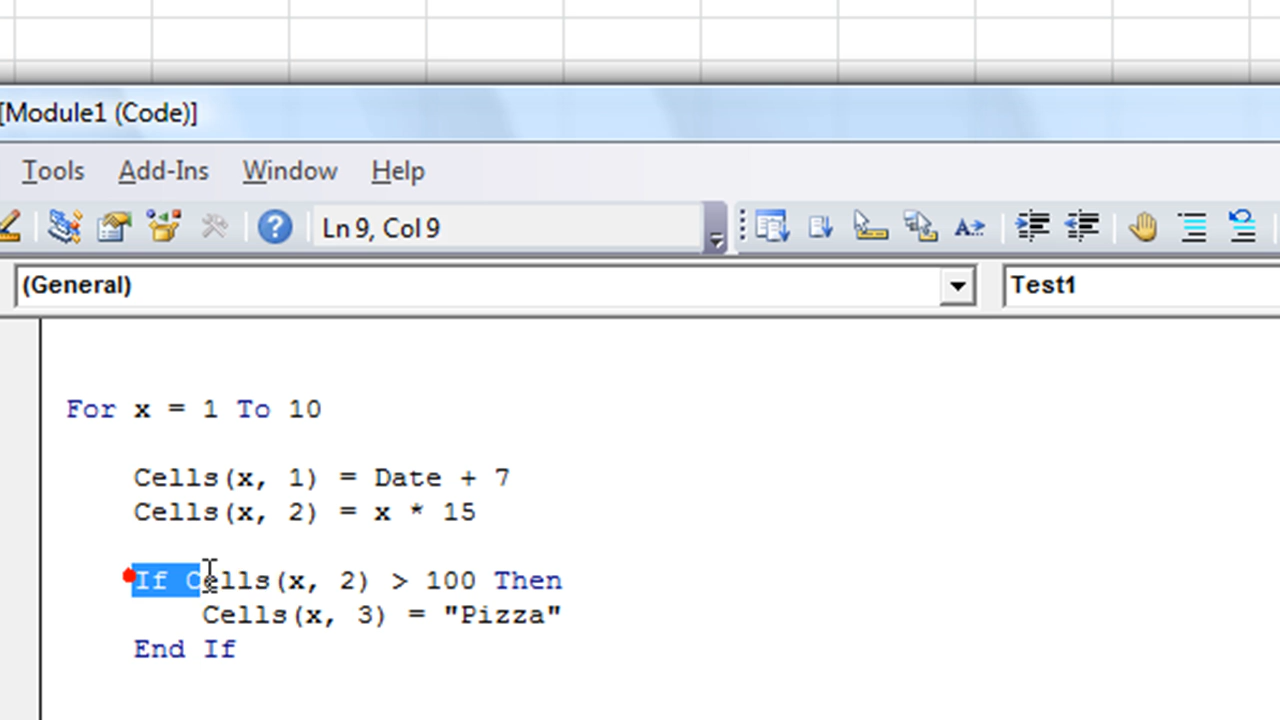 [Module1 (Code)]
Tools Add-Ins Window Help
Ln 9, Col 9
(General) Test1
For x = 1 To 10
Cells(x, 1) = Date + 7
Cells(x, 2) = x * 15
If Cells(x, 2) > 100 Then
Cells(x, 3) = "Pizza"
End If